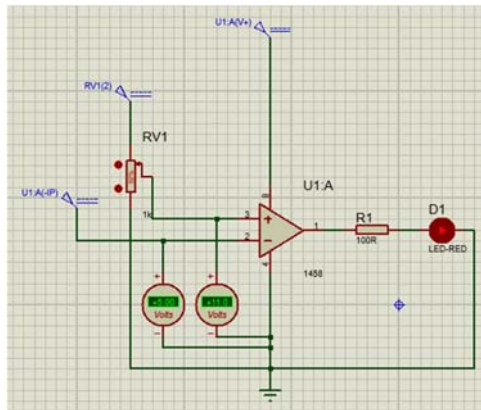 U1:A(V+)
RV1(2)
RV1
U1:A(-IP)
U1:A
8
3
1
R1
D1
1k
2
100R
LED-RED
4
1458
+5.00
+11.0
Volts
Volts